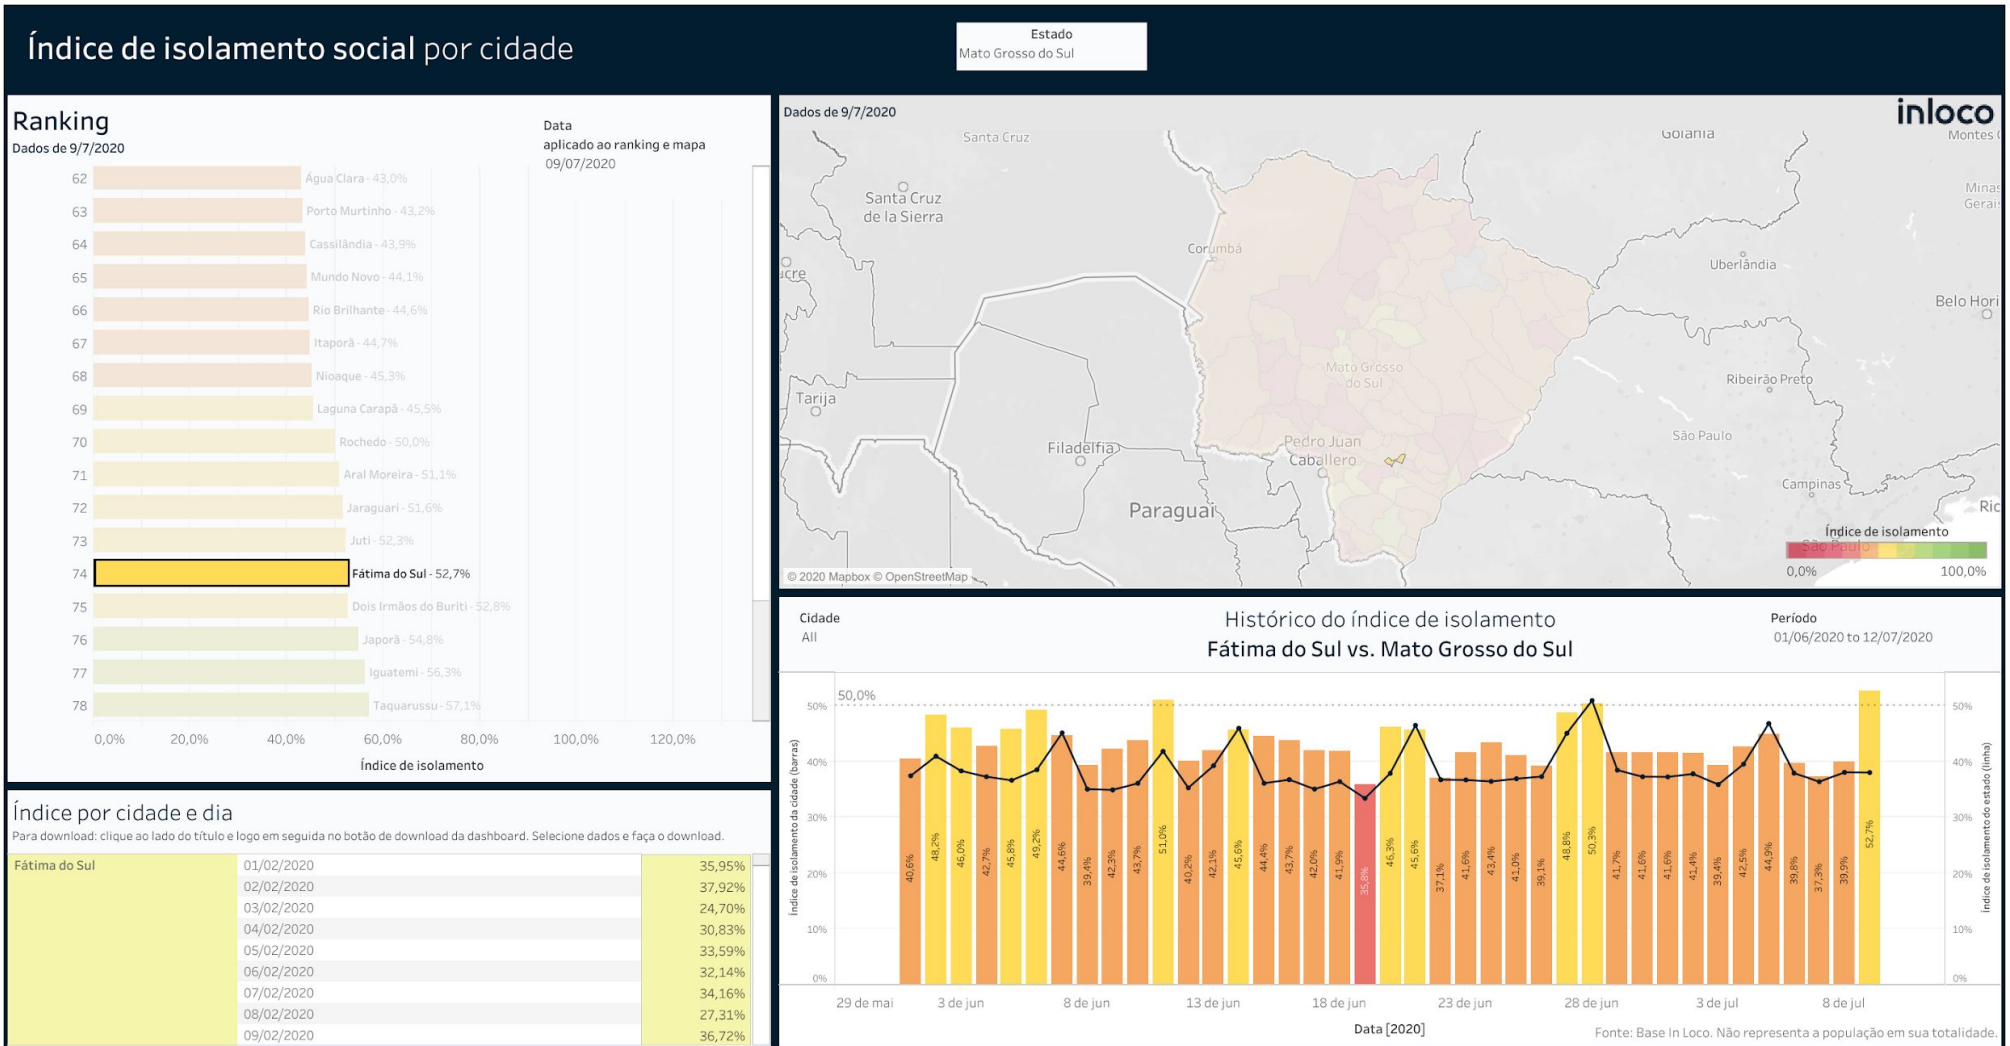 Índice de isolamento social por cidade
Estado
Mato Grosso do Sul
Ranking
Dados de 9/7/2020
Data
aplicado ao ranking e mapa
09/07/2020
62 Água Clara - 43,0%
63 Porto Murtinho - 43,2%
64 Cassilândia - 43,9%
65 Mundo Novo - 44,1%
66 Rio Brilhante - 44,6%
67 Itaporã - 44,7%
68 Nioaque - 45,3%
69 Laguna Carapã - 45,5%
70 Rochedo - 50,0%
71 Aral Moreira - 51,1%
72 Jaraguari - 51,6%
73 Juti - 52,3%
74 Fátima do Sul - 52,7%
75 Dois Irmãos do Buriti - 52,8%
76 Japorã - 54,8%
77 Iguatemi - 56,3%
78 Taquarussu - 57,1%
0,0% 20,0% 40,0% 60,0% 80,0% 100,0% 120,0%
Índice de isolamento
Índice por cidade e dia
Para download: clique ao lado do título e logo em seguida no botão de download da dashboard. Selecione dados e faça o download.
Fátima do Sul 01/02/2020 35,95%
02/02/2020 37,92%
03/02/2020 24,70%
04/02/2020 30,83%
05/02/2020 33,59%
06/02/2020 32,14%
07/02/2020 34,16%
08/02/2020 27,31%
09/02/2020 36,72%
Dados de 9/7/2020
inloco
Santa Cruz
Goiânia
Montes
Santa Cruz
de la Sierra
Minas
Gerais
Corumbá
Uberlândia
ucre
Belo Hori
Mato Grosso
do Sul
Ribeirão Preto
Tarija
Filadelfia
Pedro Juan
Caballero
São Paulo
Campinas
Paraguai
Ric
Índice de isolamento
São Paulo
0,0% 100,0%
© 2020 Mapbox © OpenStreetMap
Cidade
All
Histórico do índice de isolamento
Fátima do Sul vs. Mato Grosso do Sul
Período
01/06/2020 to 12/07/2020
50,0%
Índice de isolamento da cidade (barras)
50%
40%
30%
20%
10%
0%
40,6% 48,2% 46,0% 42,7% 45,8% 49,2% 44,6% 39,4% 42,3% 43,7% 51,0% 40,2% 42,1% 45,6% 44,4% 43,7% 42,0% 41,9% 35,8% 46,3% 45,6% 37,1% 41,6% 43,4% 41,0% 39,1% 48,8% 50,3% 41,7% 41,6% 41,6% 41,4% 39,4% 42,5% 44,9% 39,8% 37,3% 39,9% 52,7%
50%
40%
30%
20%
10%
0%
Índice de isolamento do estado (linha)
29 de mai 3 de jun 8 de jun 13 de jun 18 de jun 23 de jun 28 de jun 3 de jul 8 de jul
Data [2020]
Fonte: Base In Loco. Não representa a população em sua totalidade.